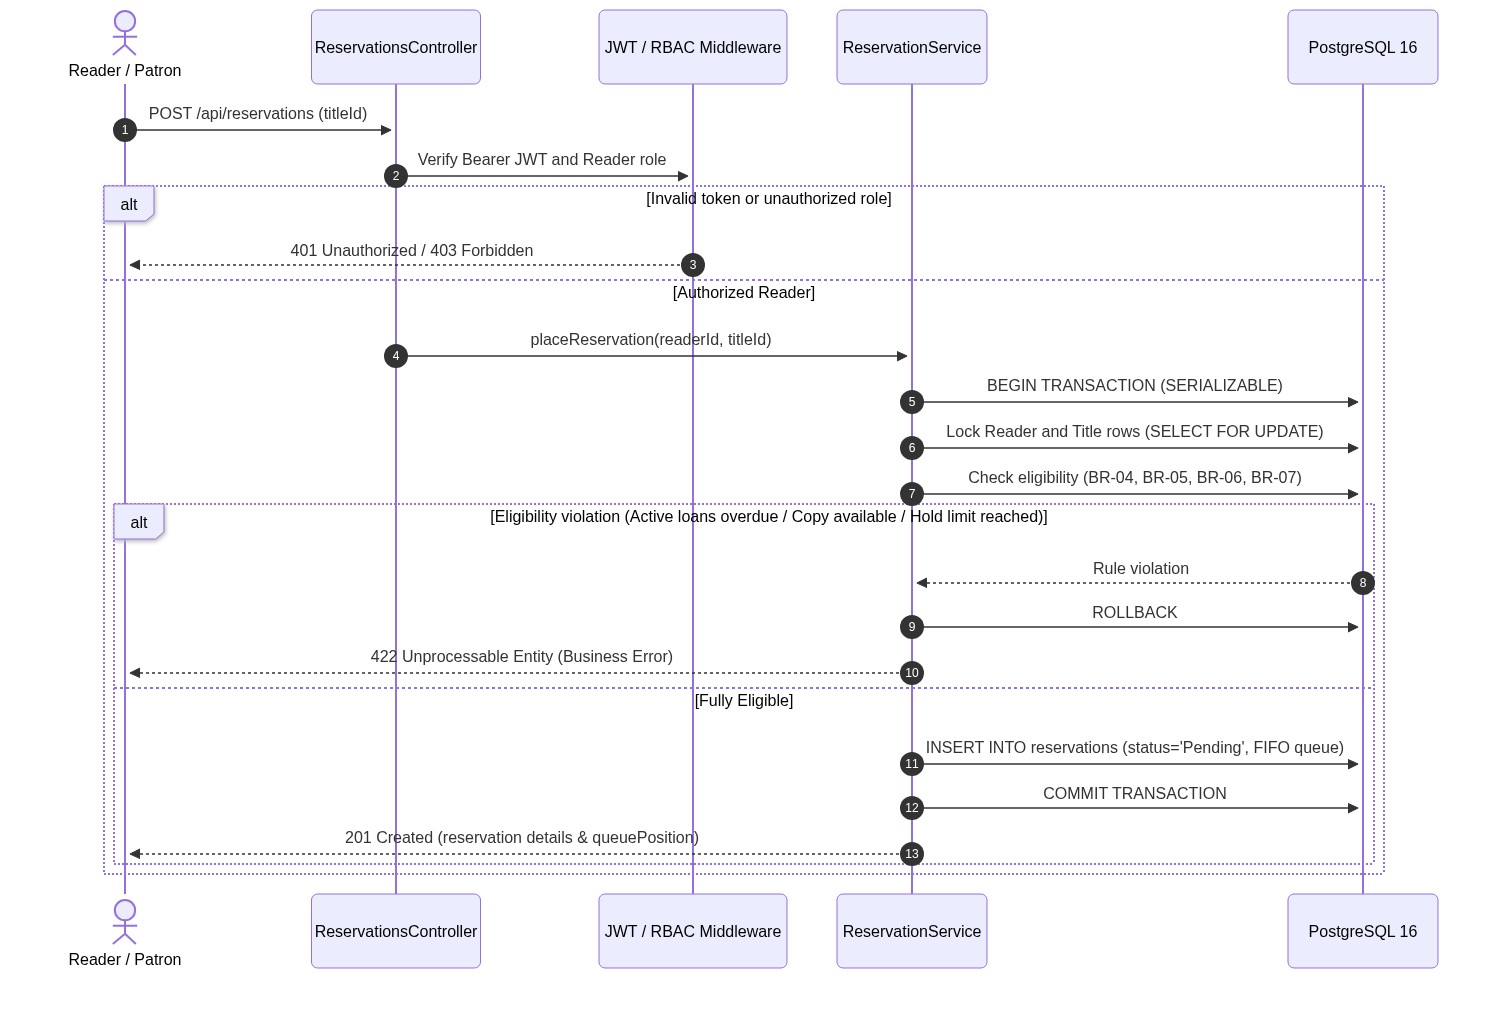 Reader / Patron
ReservationsController
JWT / RBAC Middleware
ReservationService
PostgreSQL 16
POST /api/reservations (titleId)
1
Verify Bearer JWT and Reader role
2
alt
[Invalid token or unauthorized role]
401 Unauthorized / 403 Forbidden
3
[Authorized Reader]
placeReservation(readerId, titleId)
4
BEGIN TRANSACTION (SERIALIZABLE)
5
Lock Reader and Title rows (SELECT FOR UPDATE)
6
Check eligibility (BR-04, BR-05, BR-06, BR-07)
7
alt
[Eligibility violation (Active loans overdue / Copy available / Hold limit reached)]
Rule violation
8
ROLLBACK
9
422 Unprocessable Entity (Business Error)
10
[Fully Eligible]
INSERT INTO reservations (status='Pending', FIFO queue)
11
COMMIT TRANSACTION
12
201 Created (reservation details & queuePosition)
13
Reader / Patron
ReservationsController
JWT / RBAC Middleware
ReservationService
PostgreSQL 16